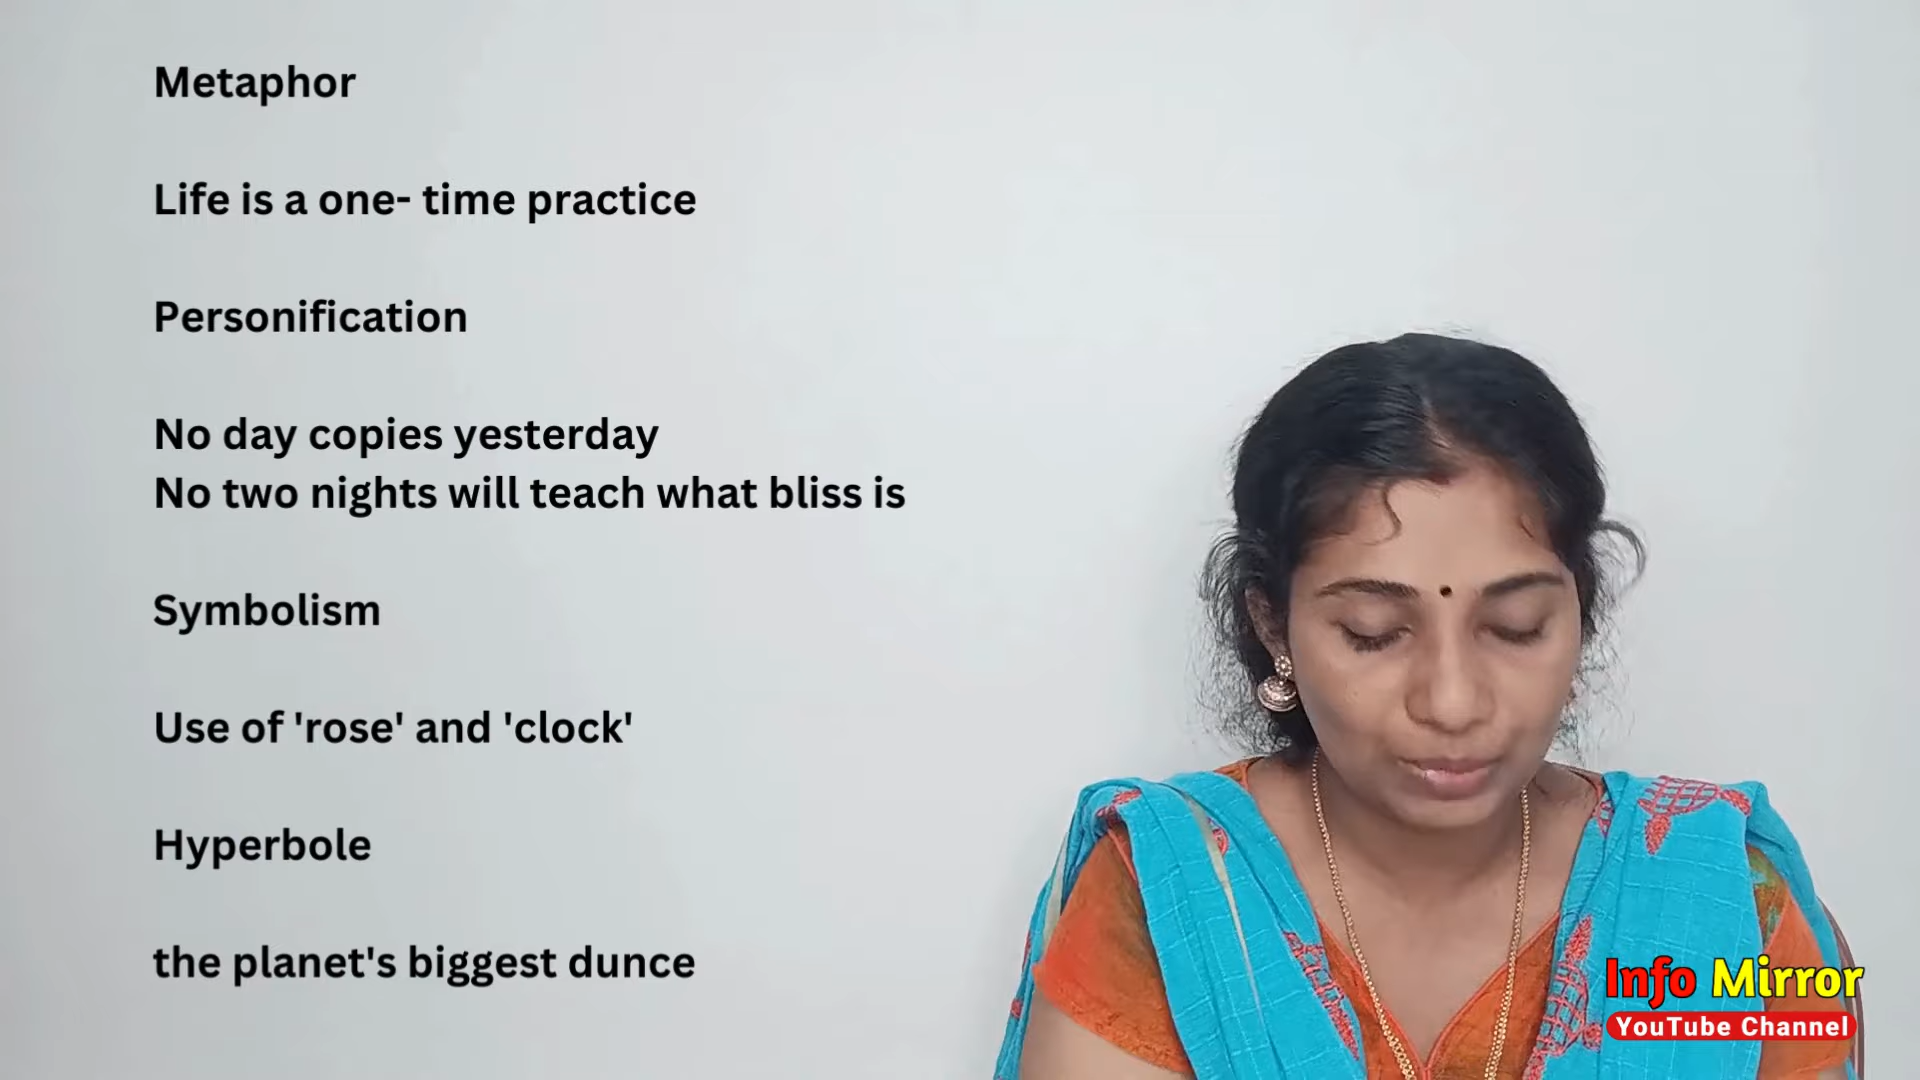 Metaphor
Life is a one- time practice
Personification
No day copies yesterday
No two nights will teach what bliss is
Symbolism
Use of 'rose' and 'clock'
Hyperbole
the planet's biggest dunce
Info Mirror
YouTube Channel